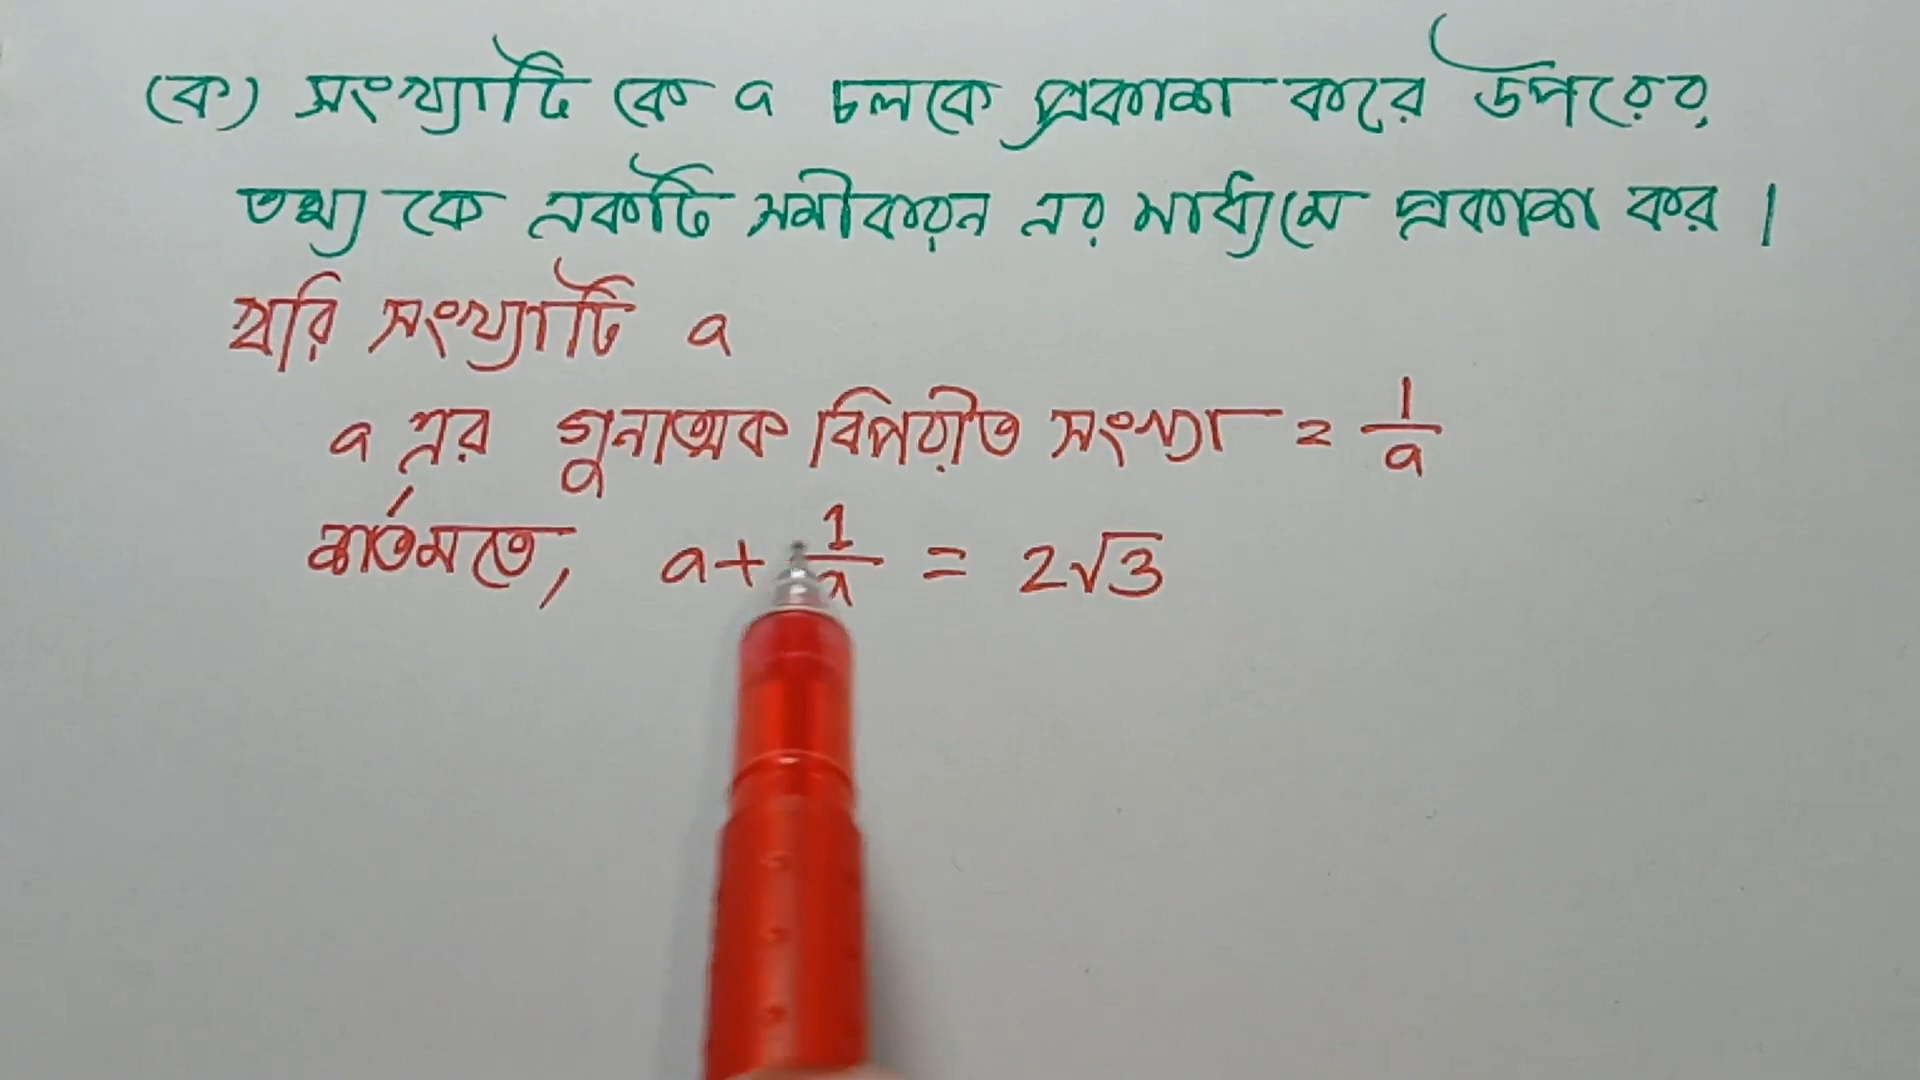 (ক) সংখ্যাটি কে a চলকে প্রকাশ করে উপরের
তথ্য কে একটি সমীকরন এর মাধ্যমে প্রকাশ কর।
ধরি সংখ্যাটি a
a এর গুনাত্মক বিপরীত সংখ্যা = 1/a
শর্তমতে, a + 1/a = 2√3